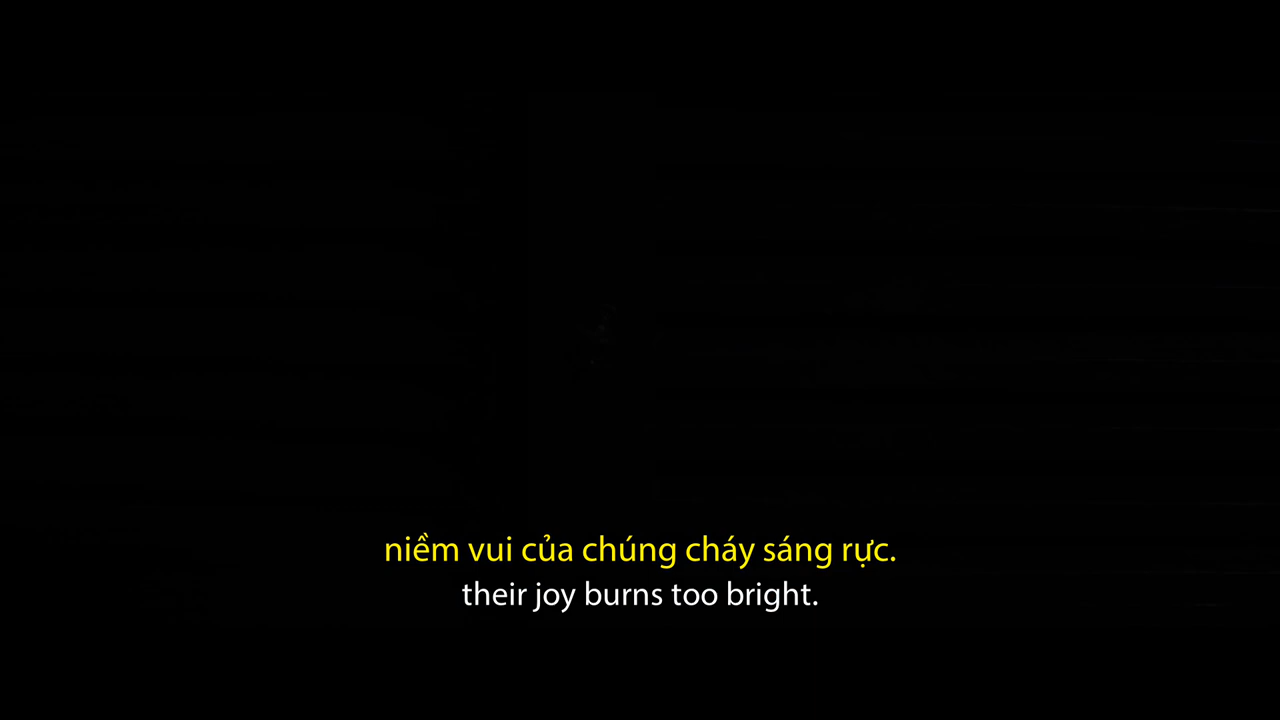 niềm vui của chúng cháy sáng rực.
their joy burns too bright.